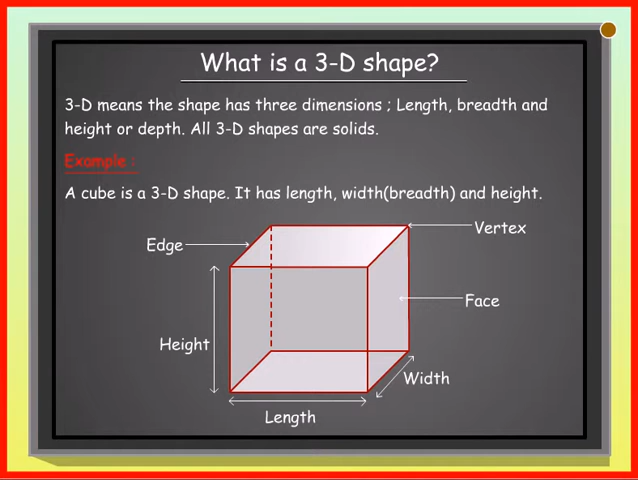 What is a 3-D shape?
3-D means the shape has three dimensions ; Length, breadth and
height or depth. All 3-D shapes are solids.
Example :
A cube is a 3-D shape. It has length, width(breadth) and height.
Vertex
Edge
Face
Height
Width
Length